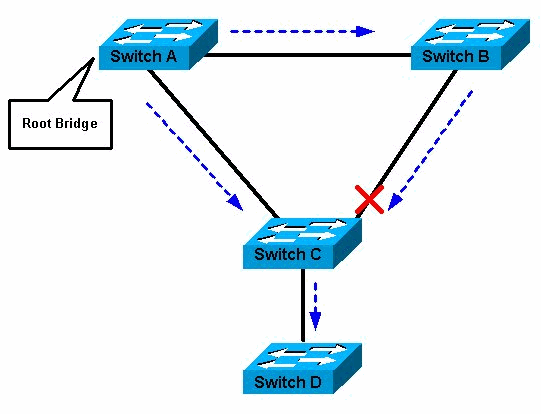 Switch A
Switch B
Root Bridge
Switch C
Switch D